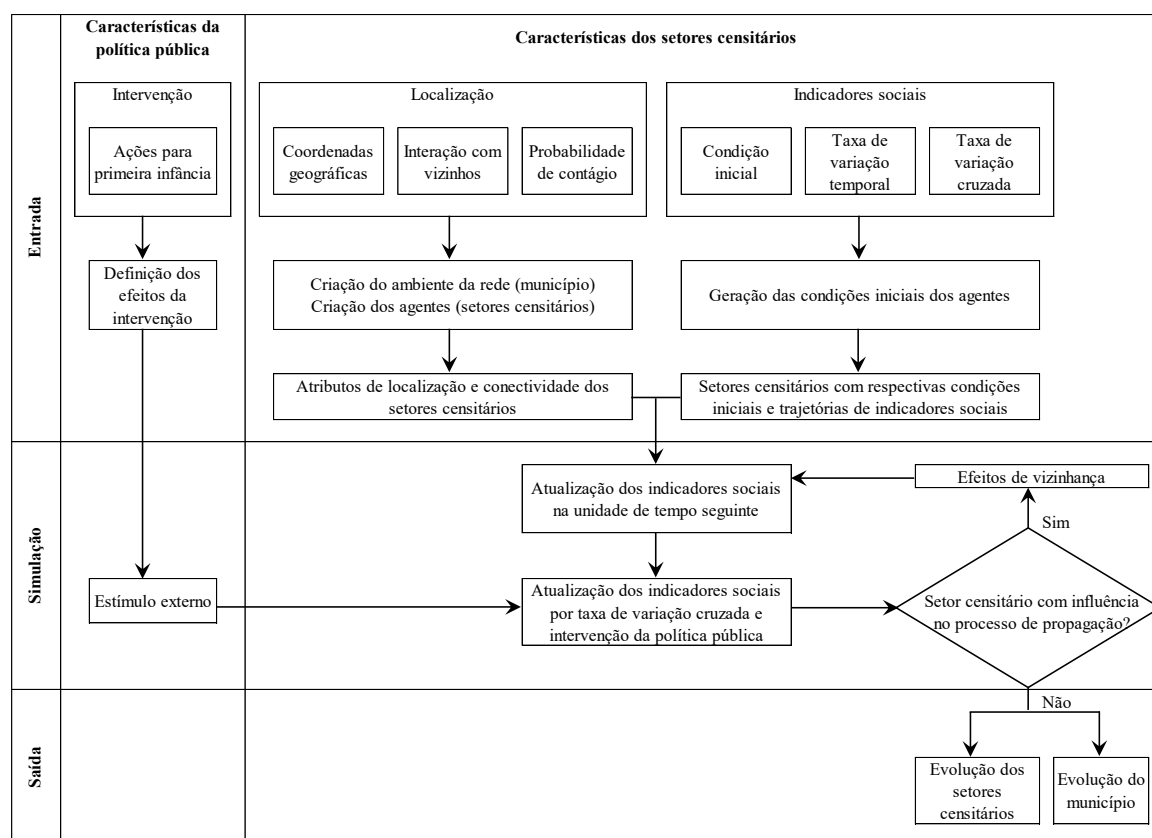 Características da
política pública
Características dos setores censitários
Entrada
Intervenção
Ações para
primeira infância
Localização
Coordenadas
geográficas
Interação com
vizinhos
Probabilidade
de contágio
Indicadores sociais
Condição
inicial
Taxa de
variação
temporal
Taxa de
variação
cruzada
Definição dos
efeitos da
intervenção
Criação do ambiente da rede (município)
Criação dos agentes (setores censitários)
Geração das condições iniciais dos agentes
Atributos de localização e conectividade dos
setores censitários
Setores censitários com respectivas condições
iniciais e trajetórias de indicadores sociais
Simulação
Atualização dos indicadores sociais
na unidade de tempo seguinte
Efeitos de vizinhança
Sim
Estímulo externo
Atualização dos indicadores sociais
por taxa de variação cruzada e
intervenção da política pública
Setor censitário com influência
no processo de propagação?
Não
Saída
Evolução dos
setores
censitários
Evolução do
município